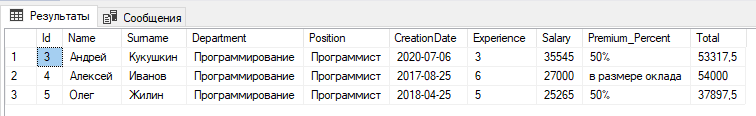 Результаты Сообщения
Id Name Surname Department Position CreationDate Experience Salary Premium_Percent Total
1 3 Андрей Кукушкин Программирование Программист 2020-07-06 3 35545 50% 53317,5
2 4 Алексей Иванов Программирование Программист 2017-08-25 6 27000 в размере оклада 54000
3 5 Олег Жилин Программирование Программист 2018-04-25 5 25265 50% 37897,5